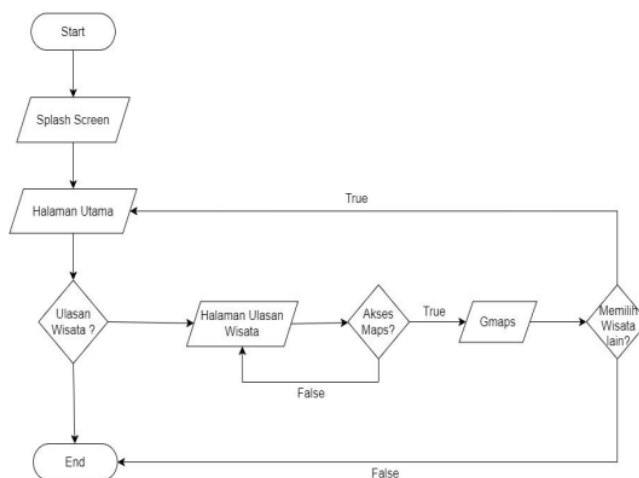 Start
Splash Screen
Halaman Utama
True
Ulasan
Wisata ?
Halaman Ulasan
Wisata
Akses
Maps?
True
Gmaps
Memilih
Wisata
lain?
False
End
False